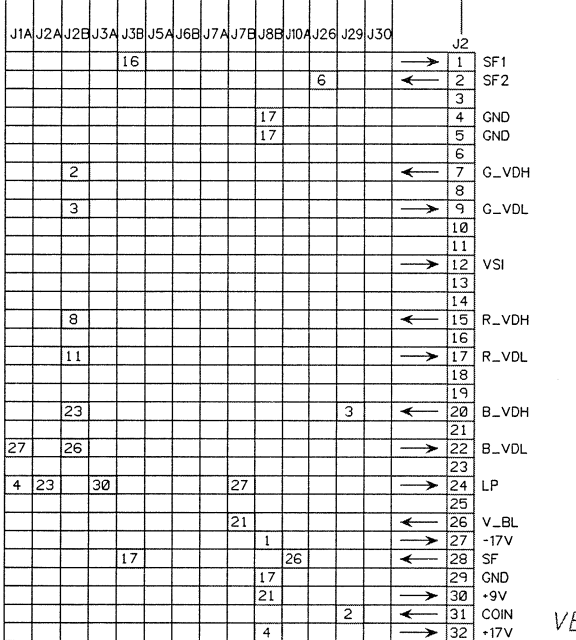 J1A J2A J2B J3A J3B J5A J6B J7A J7B J8B J10A J26 J29 J30
J2
16 → 1 SF1
6 ← 2 SF2
3
17 4 GND
17 5 GND
6
2 ← 7 G_VDH
8
3 → 9 G_VDL
10
11
→ 12 VSI
13
14
8 ← 15 R_VDH
16
11 → 17 R_VDL
18
19
23 3 ← 20 B_VDH
21
27 26 → 22 B_VDL
23
4 23 30 27 → 24 LP
25
21 ← 26 V_BL
1 → 27 -17V
17 26 ← 28 SF
17 29 GND
21 → 30 +9V
2 ← 31 COIN
4 → 32 +17V